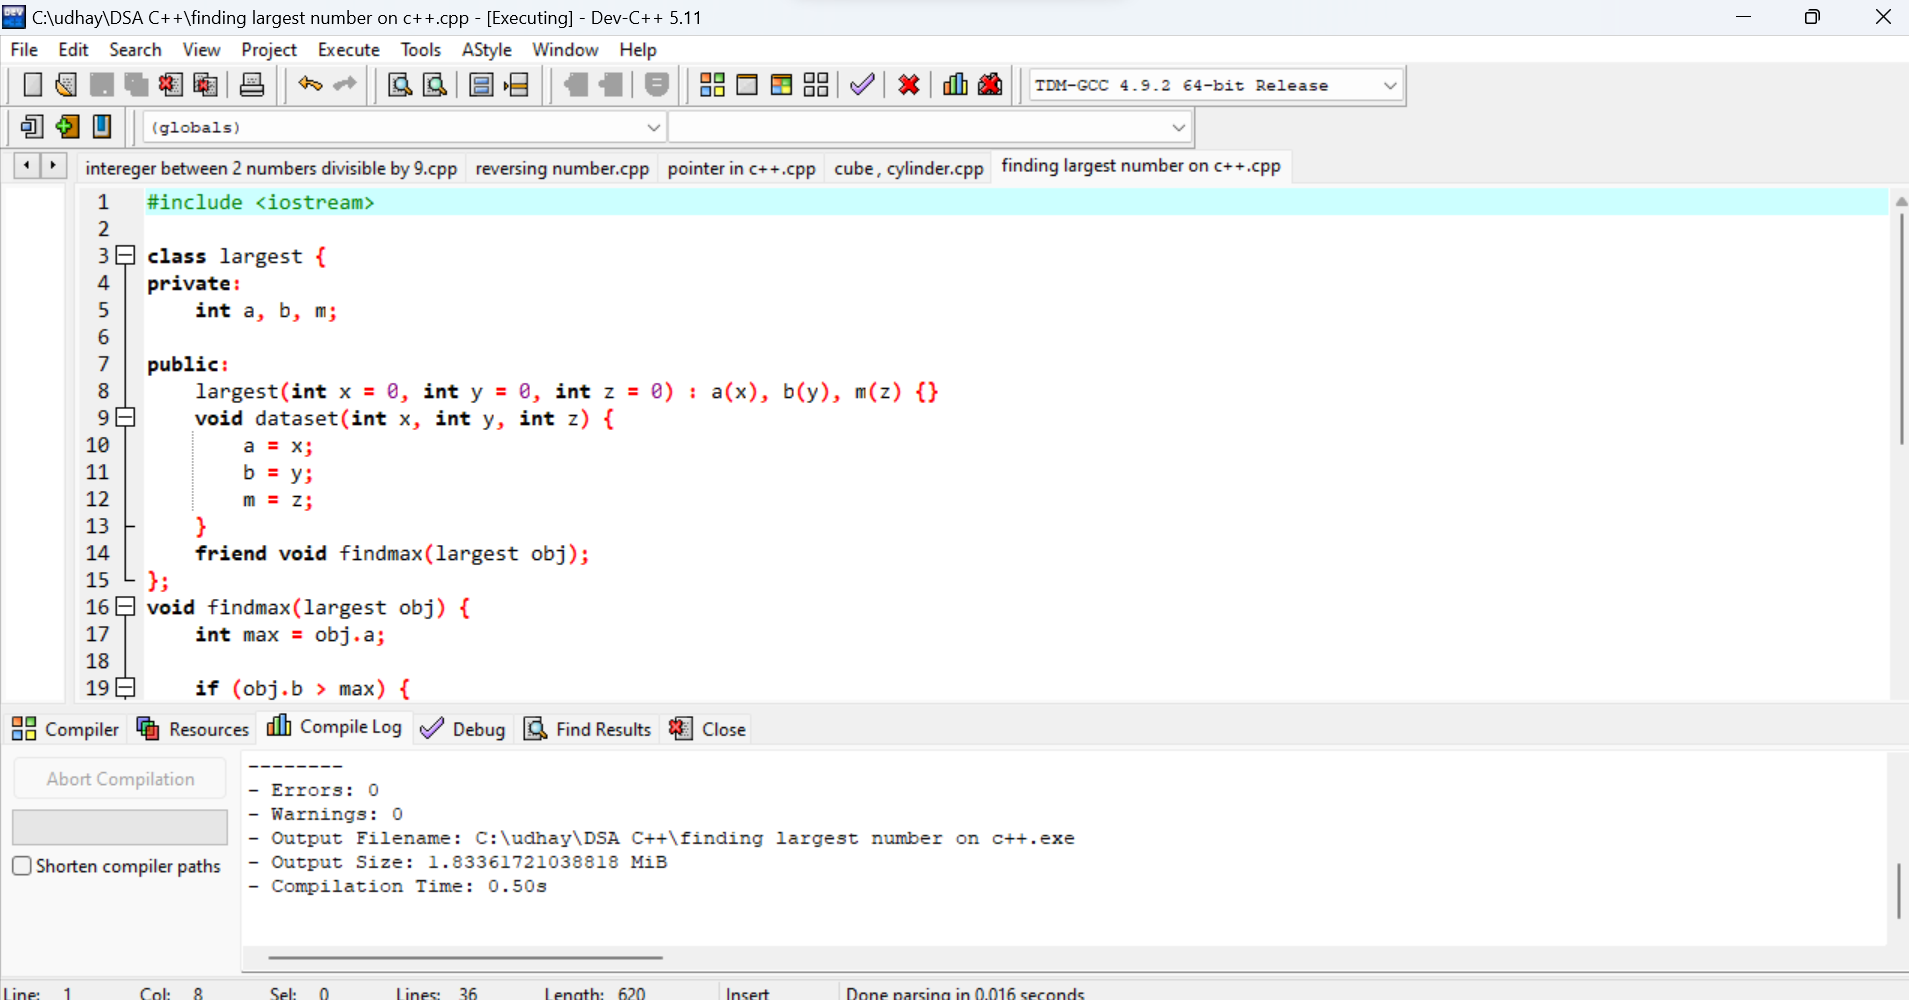 C:\udhay\DSA C++\finding largest number on c++.cpp - [Executing] - Dev-C++ 5.11
File Edit Search View Project Execute Tools AStyle Window Help
TDM-GCC 4.9.2 64-bit Release
(globals)
intereger between 2 numbers divisible by 9.cpp reversing number.cpp pointer in c++.cpp cube , cylinder.cpp finding largest number on c++.cpp
1 #include <iostream>
2
3 class largest {
4 private:
5     int a, b, m;
6
7 public:
8     largest(int x = 0, int y = 0, int z = 0) : a(x), b(y), m(z) {}
9     void dataset(int x, int y, int z) {
10         a = x;
11         b = y;
12         m = z;
13     }
14     friend void findmax(largest obj);
15 };
16 void findmax(largest obj) {
17     int max = obj.a;
18
19     if (obj.b > max) {
Compiler Resources Compile Log Debug Find Results Close
Abort Compilation
Shorten compiler paths
--------
- Errors: 0
- Warnings: 0
- Output Filename: C:\udhay\DSA C++\finding largest number on c++.exe
- Output Size: 1.83361721038818 MiB
- Compilation Time: 0.50s
Line: 1 Col: 8 Sel: 0 Lines: 36 Length: 620 Insert Done parsing in 0.016 seconds